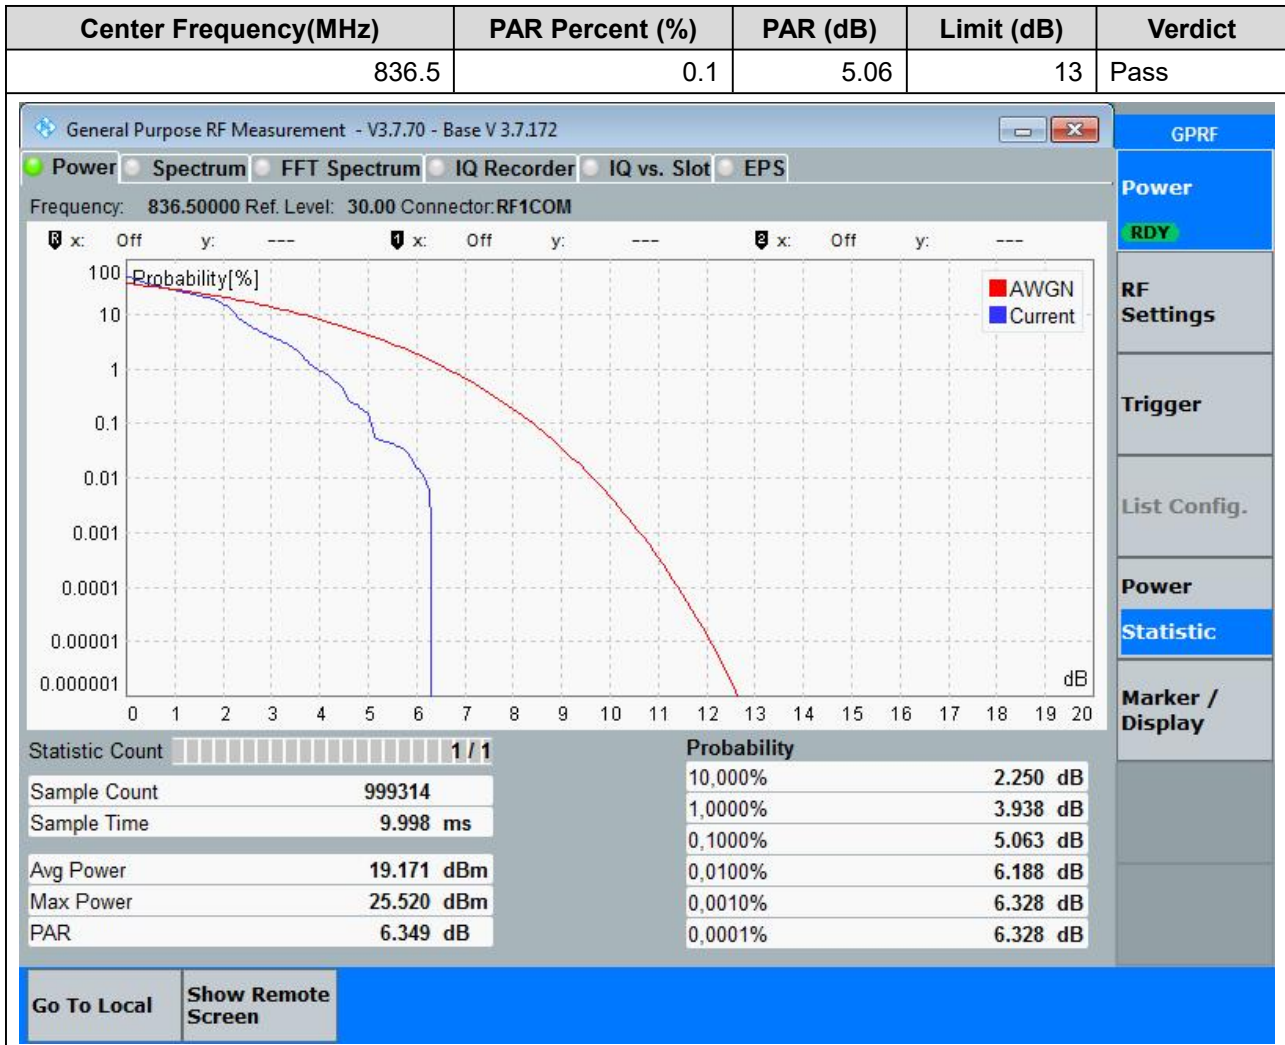 Center Frequency(MHz) PAR Percent (%) PAR (dB) Limit (dB) Verdict
836.5 0.1 5.06 13 Pass
General Purpose RF Measurement - V3.7.70 - Base V 3.7.172
GPRF
Power Spectrum FFT Spectrum IQ Recorder IQ vs. Slot EPS
Power
RDY
Frequency: 836.50000 Ref. Level: 30.00 Connector: RF1COM
R x: Off y: --- 1 x: Off y: --- 2 x: Off y: ---
Probability[%]
AWGN
Current
100
10
1
0.1
0.01
0.001
0.0001
0.00001
0.000001
dB
0 1 2 3 4 5 6 7 8 9 10 11 12 13 14 15 16 17 18 19 20
RF
Settings
Trigger
List Config.
Power
Statistic
Marker /
Display
Statistic Count 1 / 1
Sample Count 999314
Sample Time 9.998 ms
Avg Power 19.171 dBm
Max Power 25.520 dBm
PAR 6.349 dB
Probability
10,000% 2.250 dB
1,0000% 3.938 dB
0,1000% 5.063 dB
0,0100% 6.188 dB
0,0010% 6.328 dB
0,0001% 6.328 dB
Go To Local
Show Remote
Screen